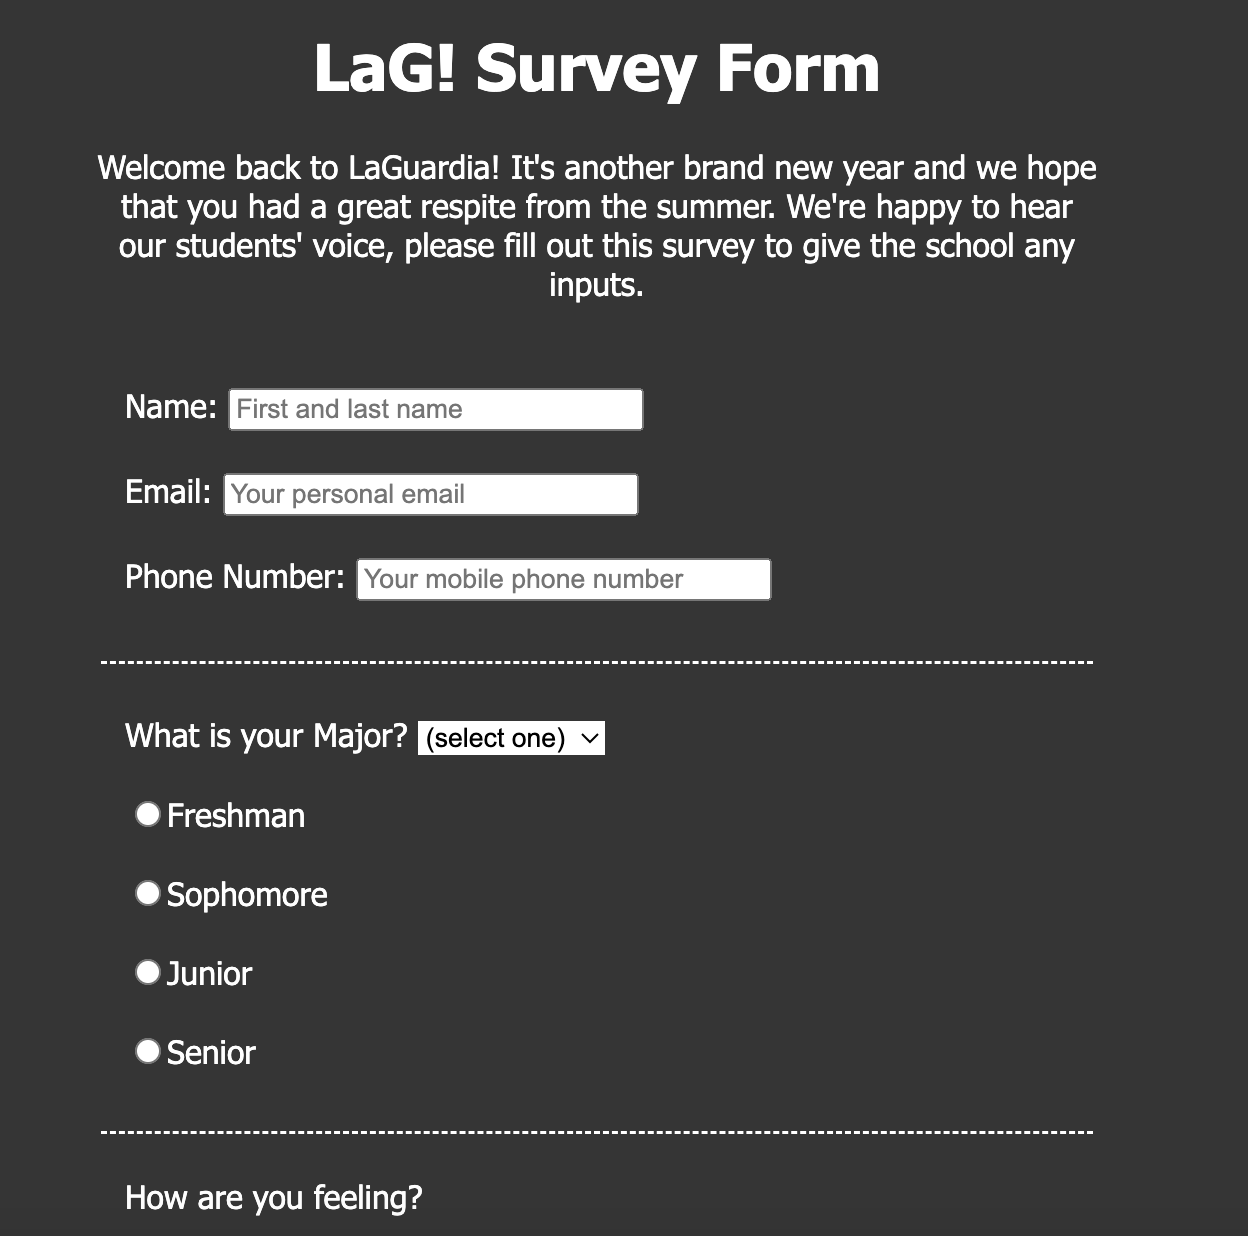 LaG! Survey Form
Welcome back to LaGuardia! It's another brand new year and we hope
that you had a great respite from the summer. We're happy to hear
our students' voice, please fill out this survey to give the school any
inputs.
Name: First and last name
Email: Your personal email
Phone Number: Your mobile phone number
What is your Major? (select one)
Freshman
Sophomore
Junior
Senior
How are you feeling?